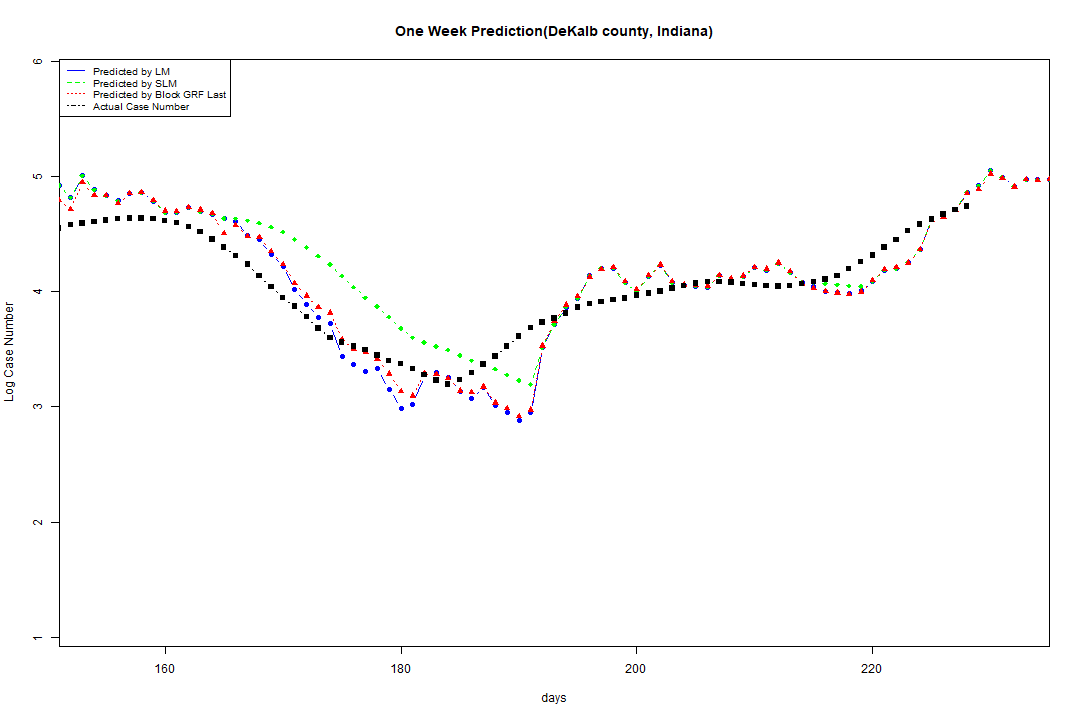 One Week Prediction(DeKalb county, Indiana)
Predicted by LM
Predicted by SLM
Predicted by Block GRF Last
Actual Case Number
6
5
4
3
2
1
Log Case Number
160 180 200 220
days